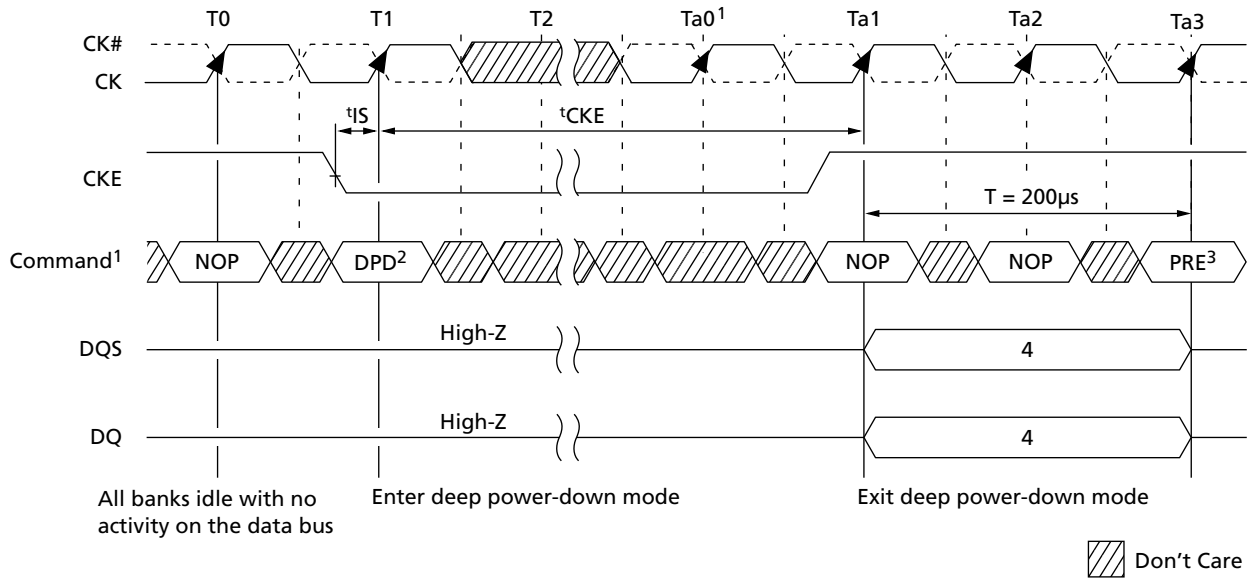 T0 T1 T2 Ta0¹ Ta1 Ta2 Ta3
CK#
CK
tIS tCKE
CKE
T = 200µs
Command¹ NOP DPD² NOP NOP PRE³
High-Z
DQS 4
High-Z
DQ 4
All banks idle with no
activity on the data bus
Enter deep power-down mode
Exit deep power-down mode
Don't Care